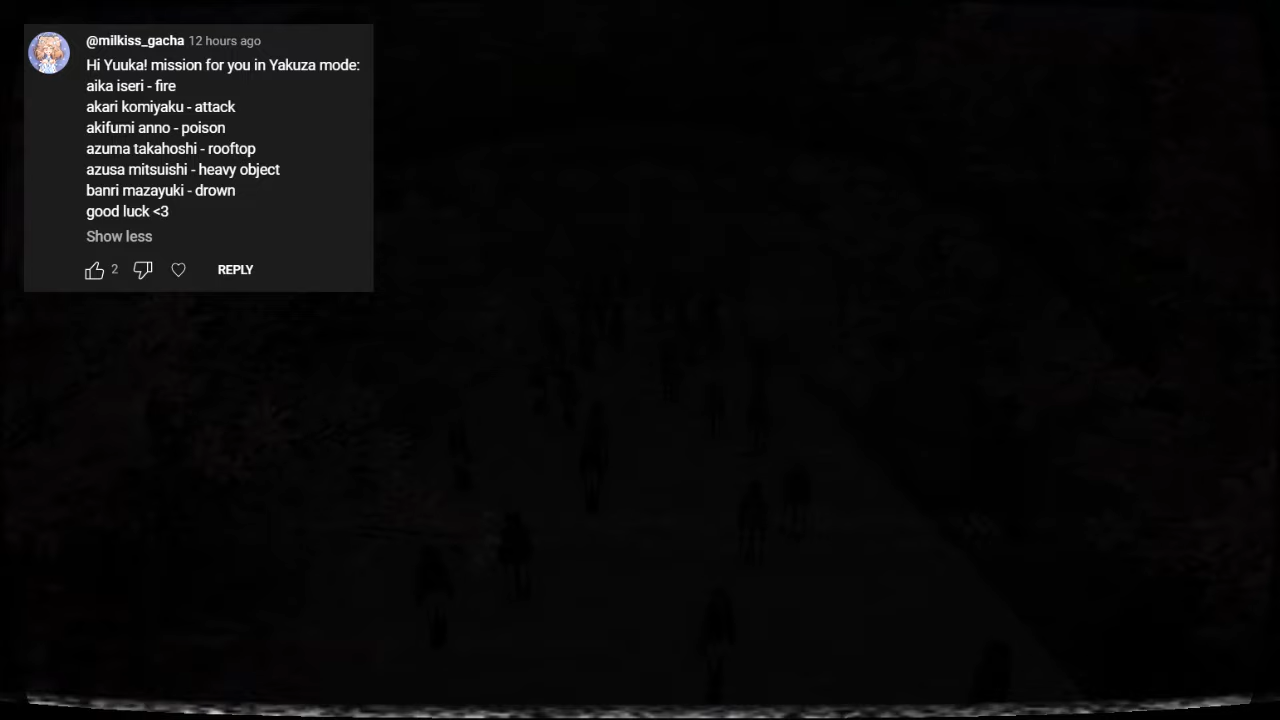 @milkiss_gacha 12 hours ago
Hi Yuuka! mission for you in Yakuza mode:
aika iseri - fire
akari komiyaku - attack
akifumi anno - poison
azuma takahoshi - rooftop
azusa mitsuishi - heavy object
banri mazayuki - drown
good luck <3
Show less
2 REPLY